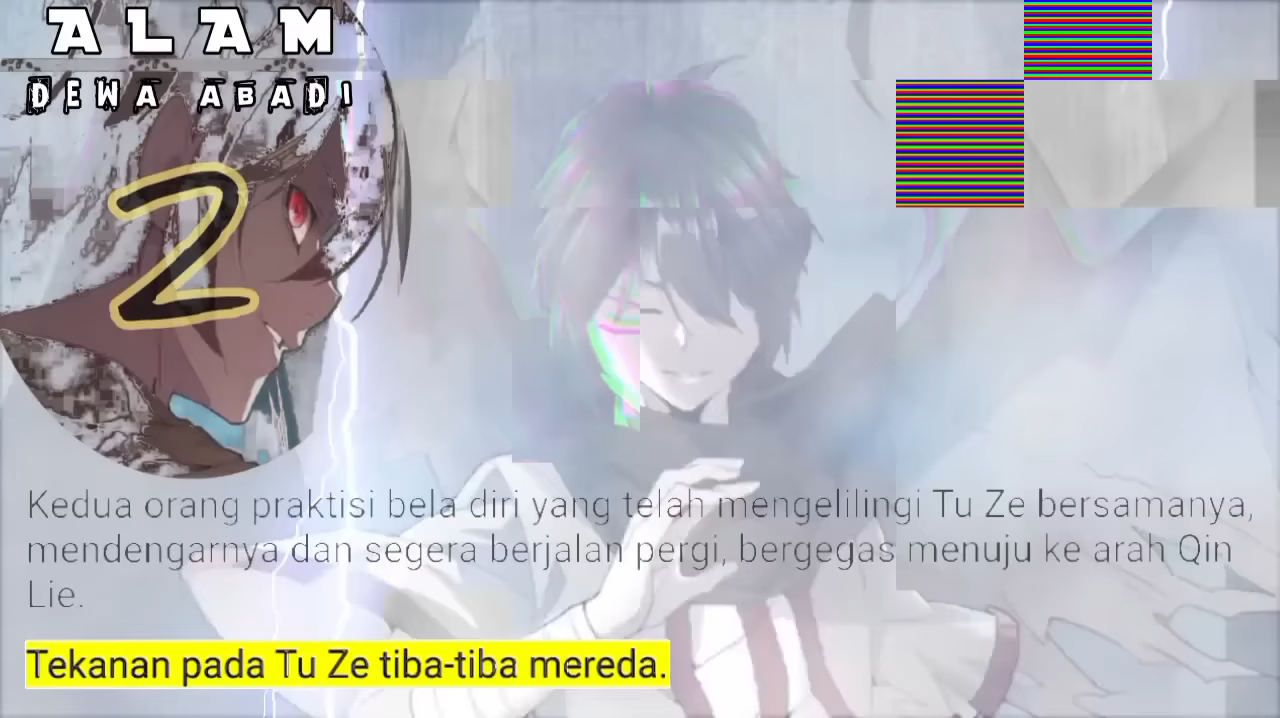 ALAM
DEWA ABADI
2
Kedua orang praktisi bela diri yang telah mengelilingi Tu Ze bersamanya,
mendengarnya dan segera berjalan pergi, bergegas menuju ke arah Qin
Lie.
Tekanan pada Tu Ze tiba-tiba mereda.